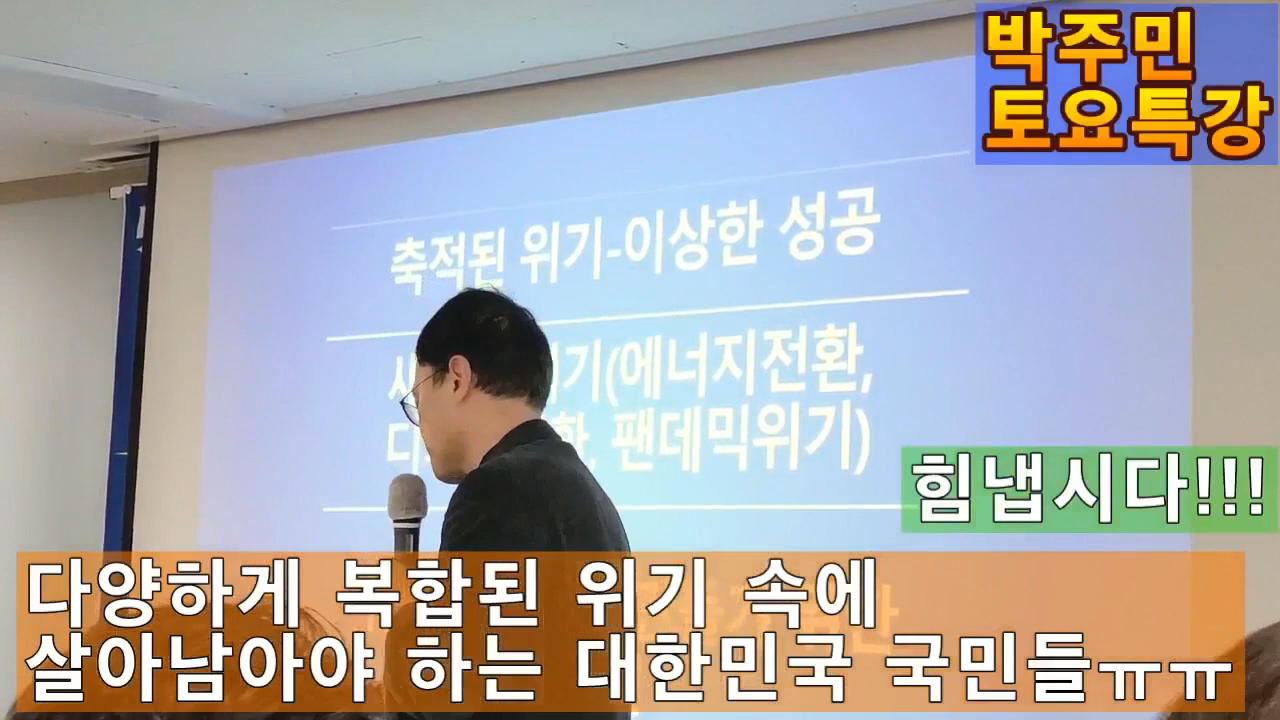 박주민
토요특강
축적된 위기-이상한 성공
위기(에너지전환,
팬데믹위기)
힘냅시다!!!
다양하게 복합된 위기 속에
살아남아야 하는 대한민국 국민들ㅠㅠ